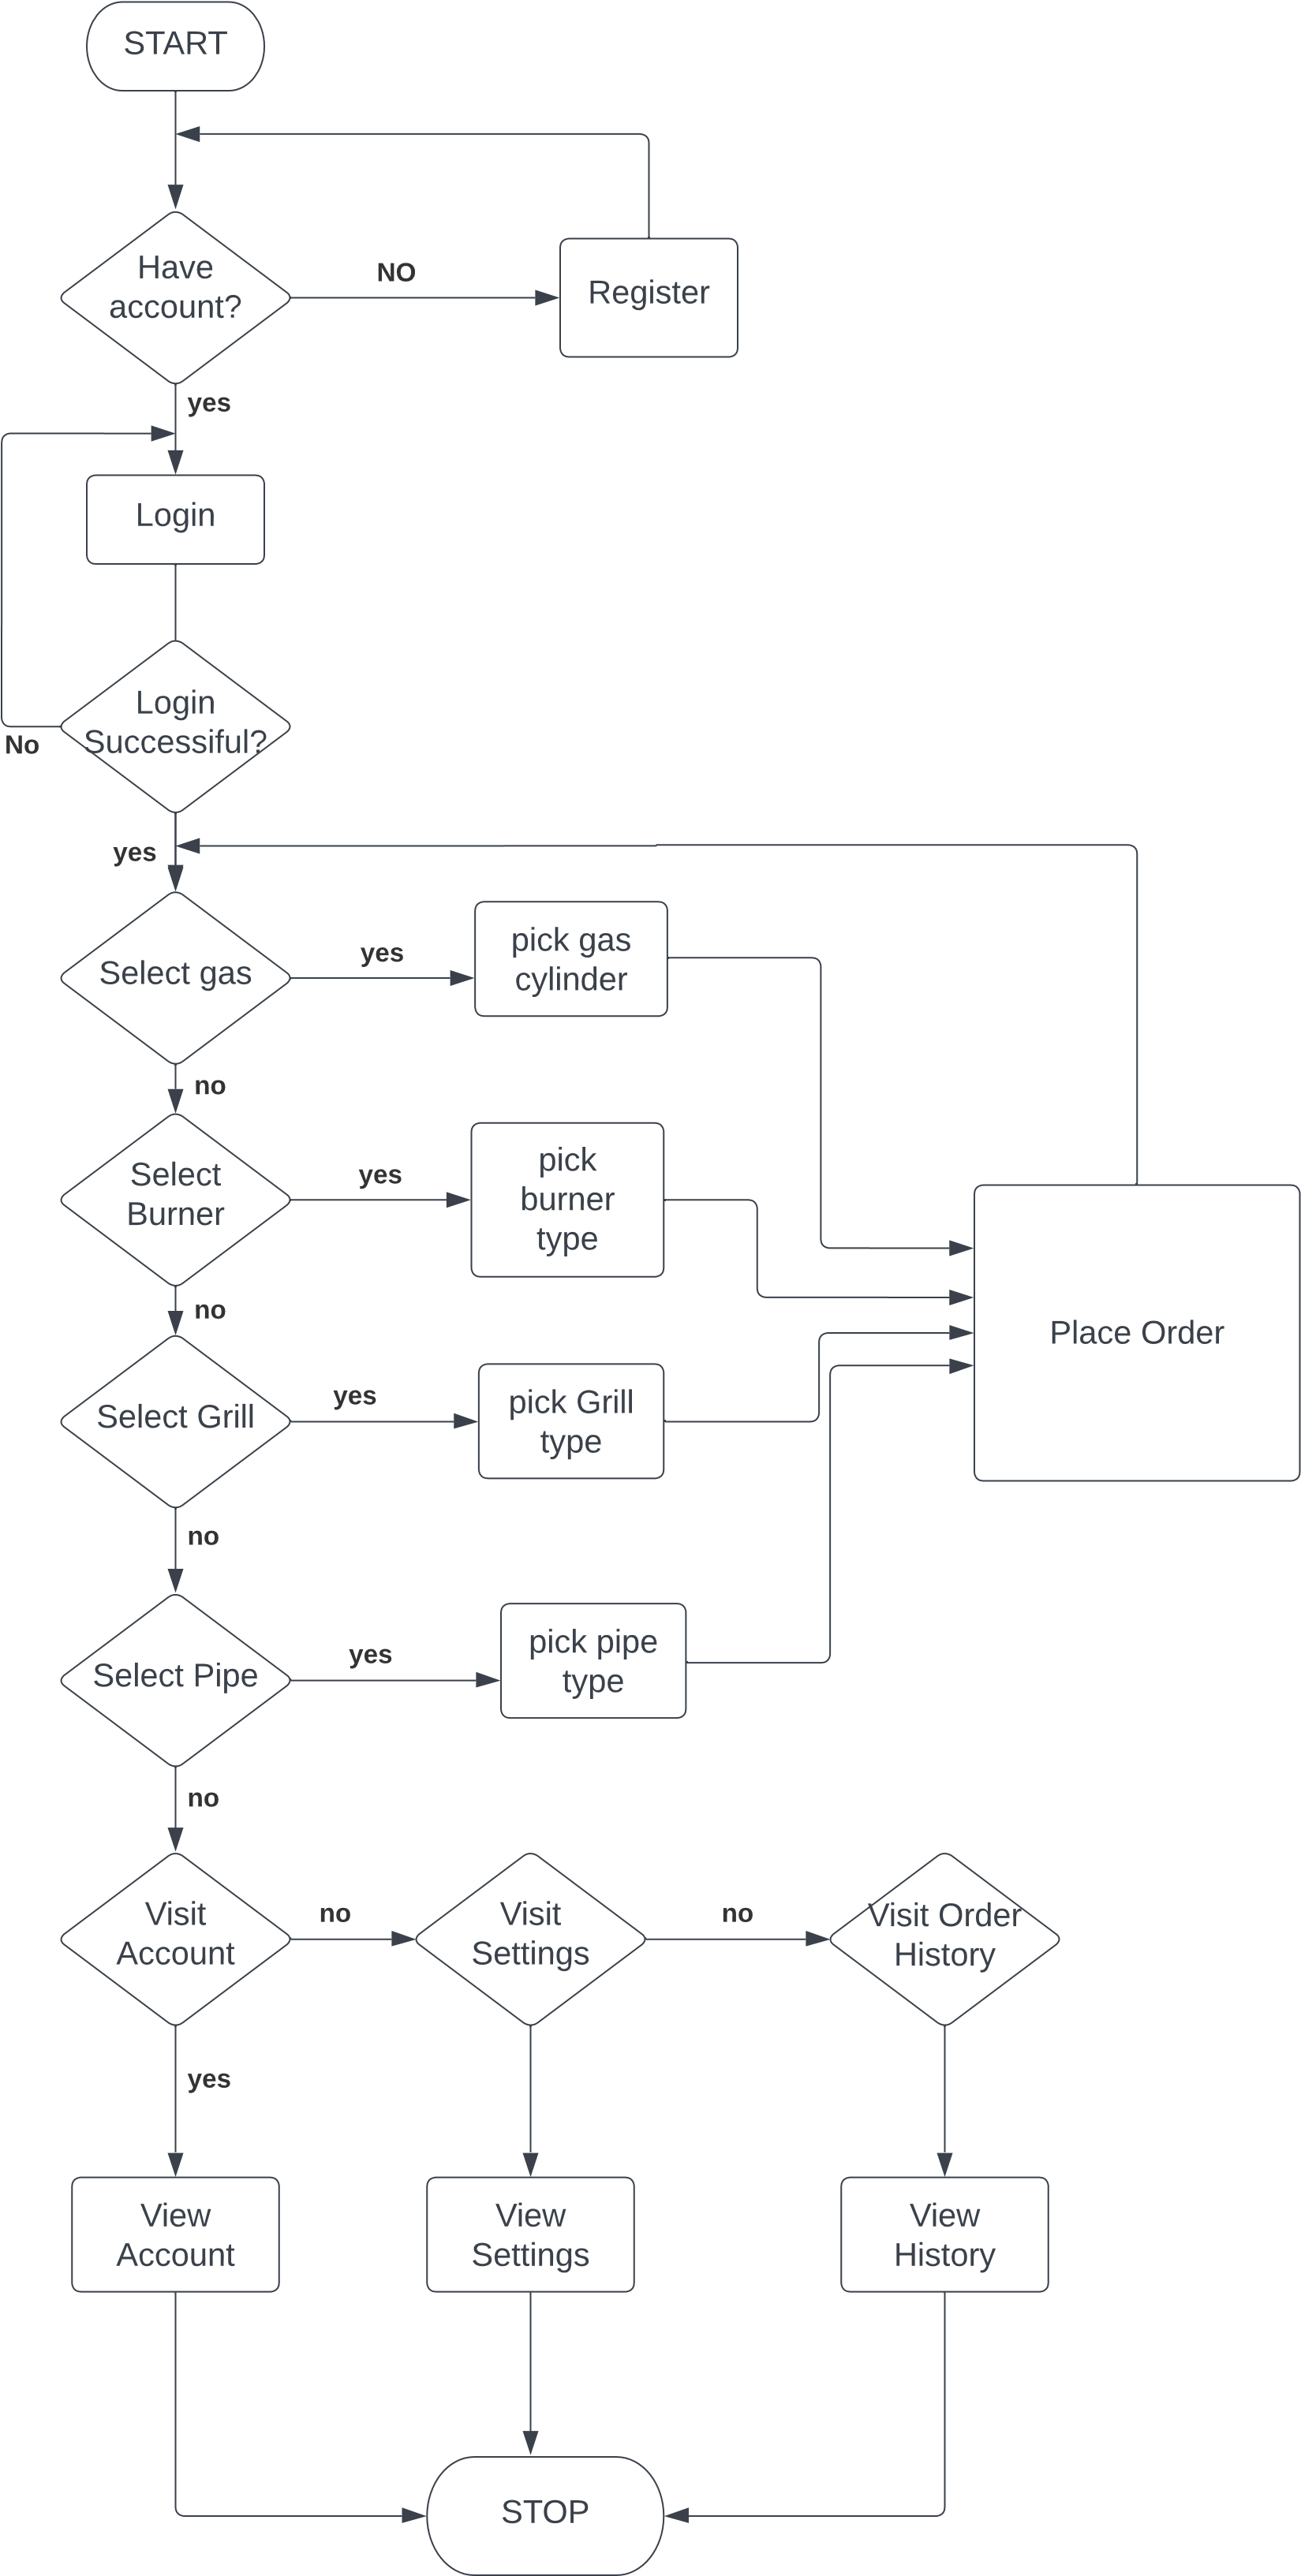 START
Have
account?
NO
Register
yes
Login
Login
Successiful?
No
yes
Select gas
yes
pick gas
cylinder
no
Select
Burner
yes
pick
burner
type
Place Order
no
Select Grill
yes
pick Grill
type
no
Select Pipe
yes
pick pipe
type
no
Visit
Account
no
Visit
Settings
no
Visit Order
History
yes
View
Account
View
Settings
View
History
STOP